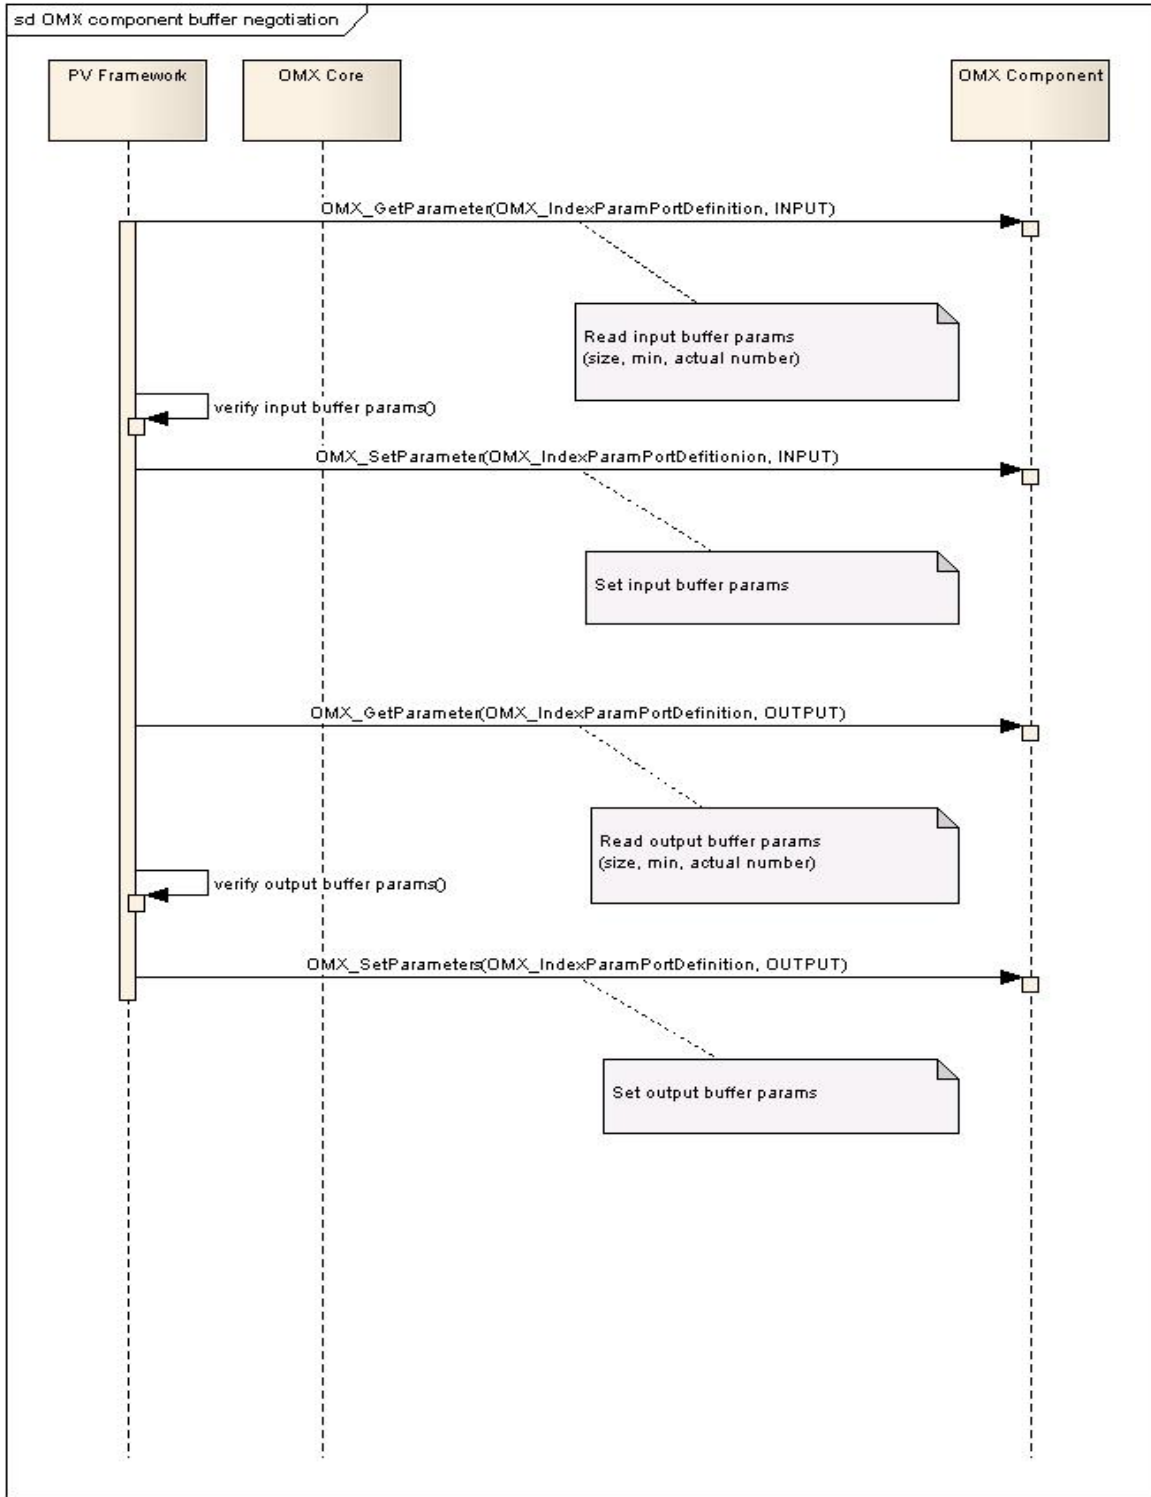 sd OMX component buffer negotiation
PV Framework
OMX Core
OMX Component
OMX_GetParameter(OMX_IndexParamPortDefinition, INPUT)
Read input buffer params
(size, min, actual number)
verify input buffer params()
OMX_SetParameter(OMX_IndexParamPortDefitionion, INPUT)
Set input buffer params
OMX_GetParameter(OMX_IndexParamPortDefinition, OUTPUT)
Read output buffer params
(size, min, actual number)
verify output buffer params()
OMX_SetParameters(OMX_IndexParamPortDefinition, OUTPUT)
Set output buffer params